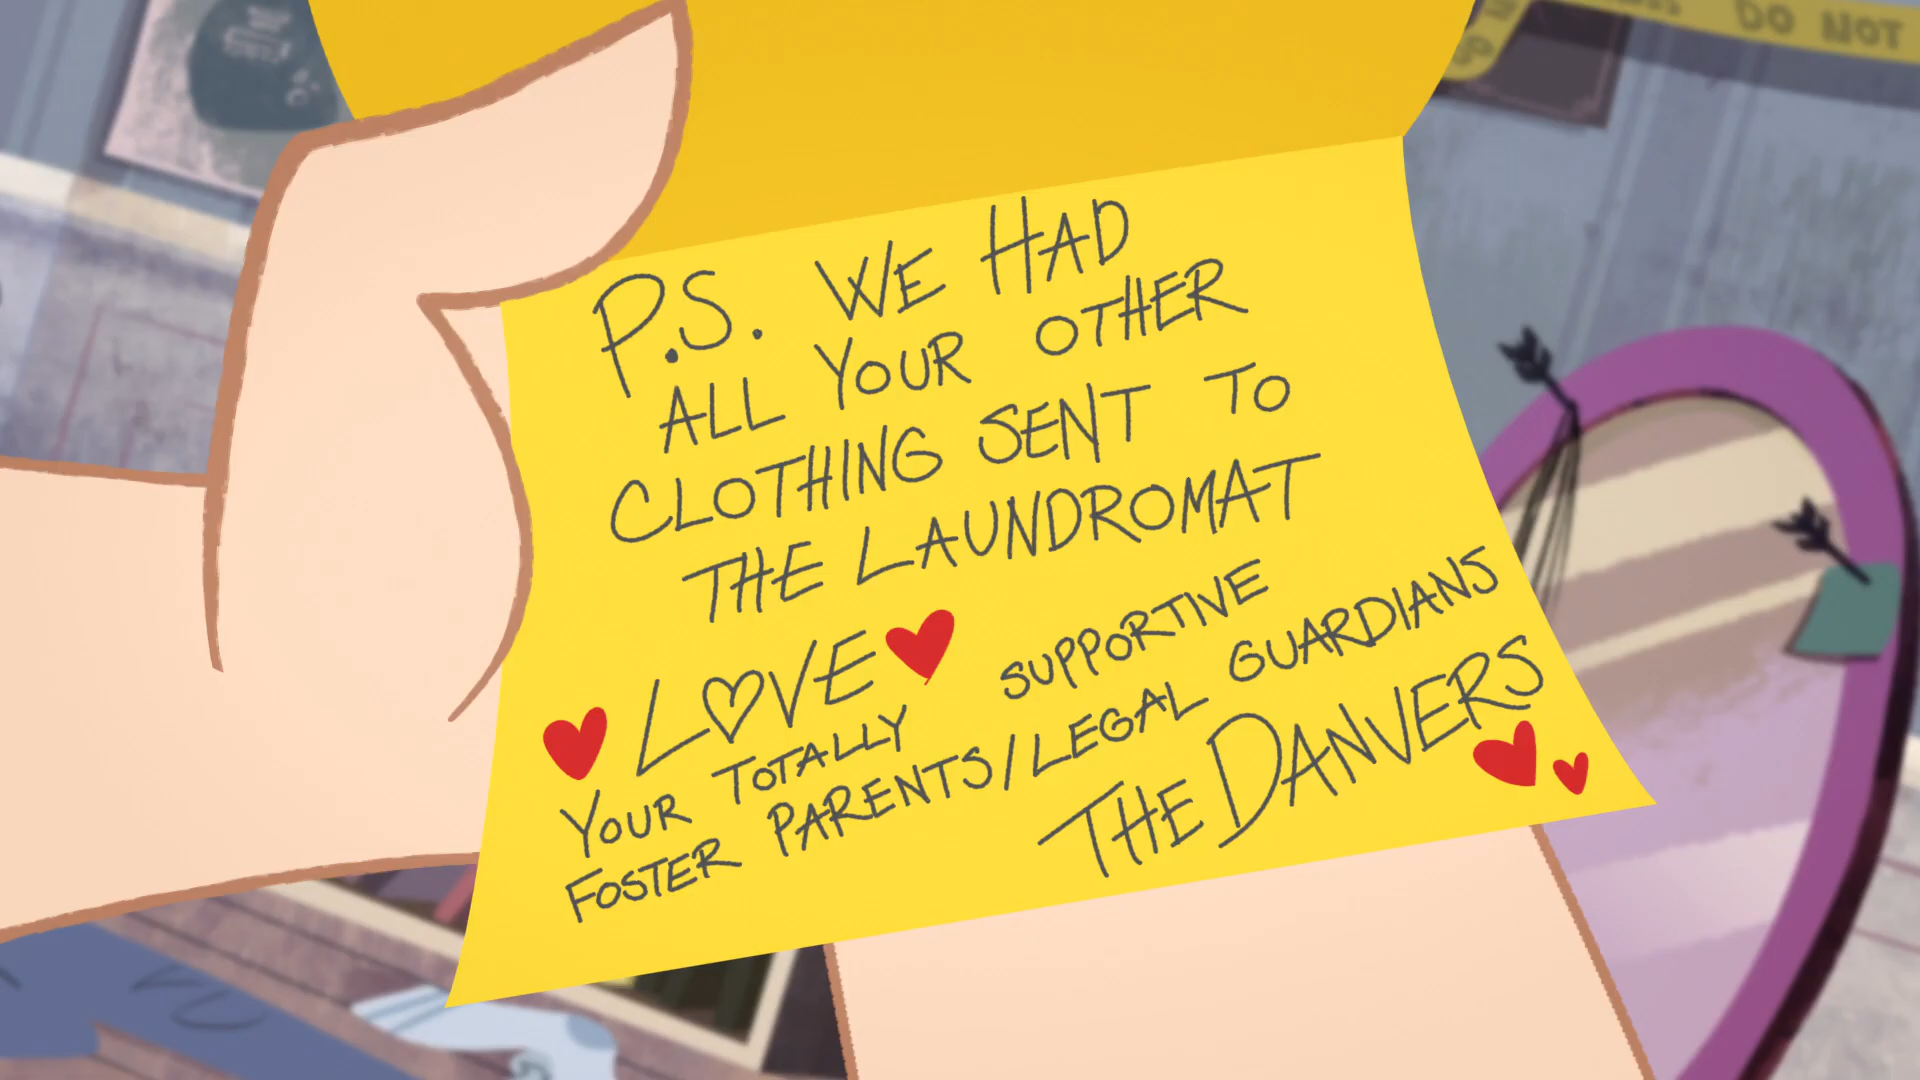 DO NOT
P.S. WE HAD
ALL YOUR OTHER
CLOTHING SENT TO
THE LAUNDROMAT
LOVE
YOUR TOTALLY SUPPORTIVE
FOSTER PARENTS/LEGAL GUARDIANS
THE DANVERS